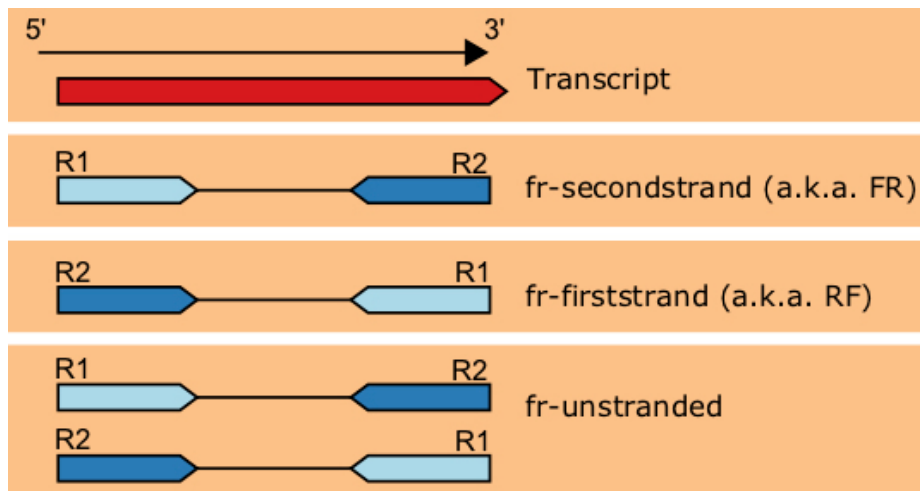 5' 3'
Transcript
R1 R2
fr-secondstrand (a.k.a. FR)
R2 R1
fr-firststrand (a.k.a. RF)
R1 R2
fr-unstranded
R2 R1